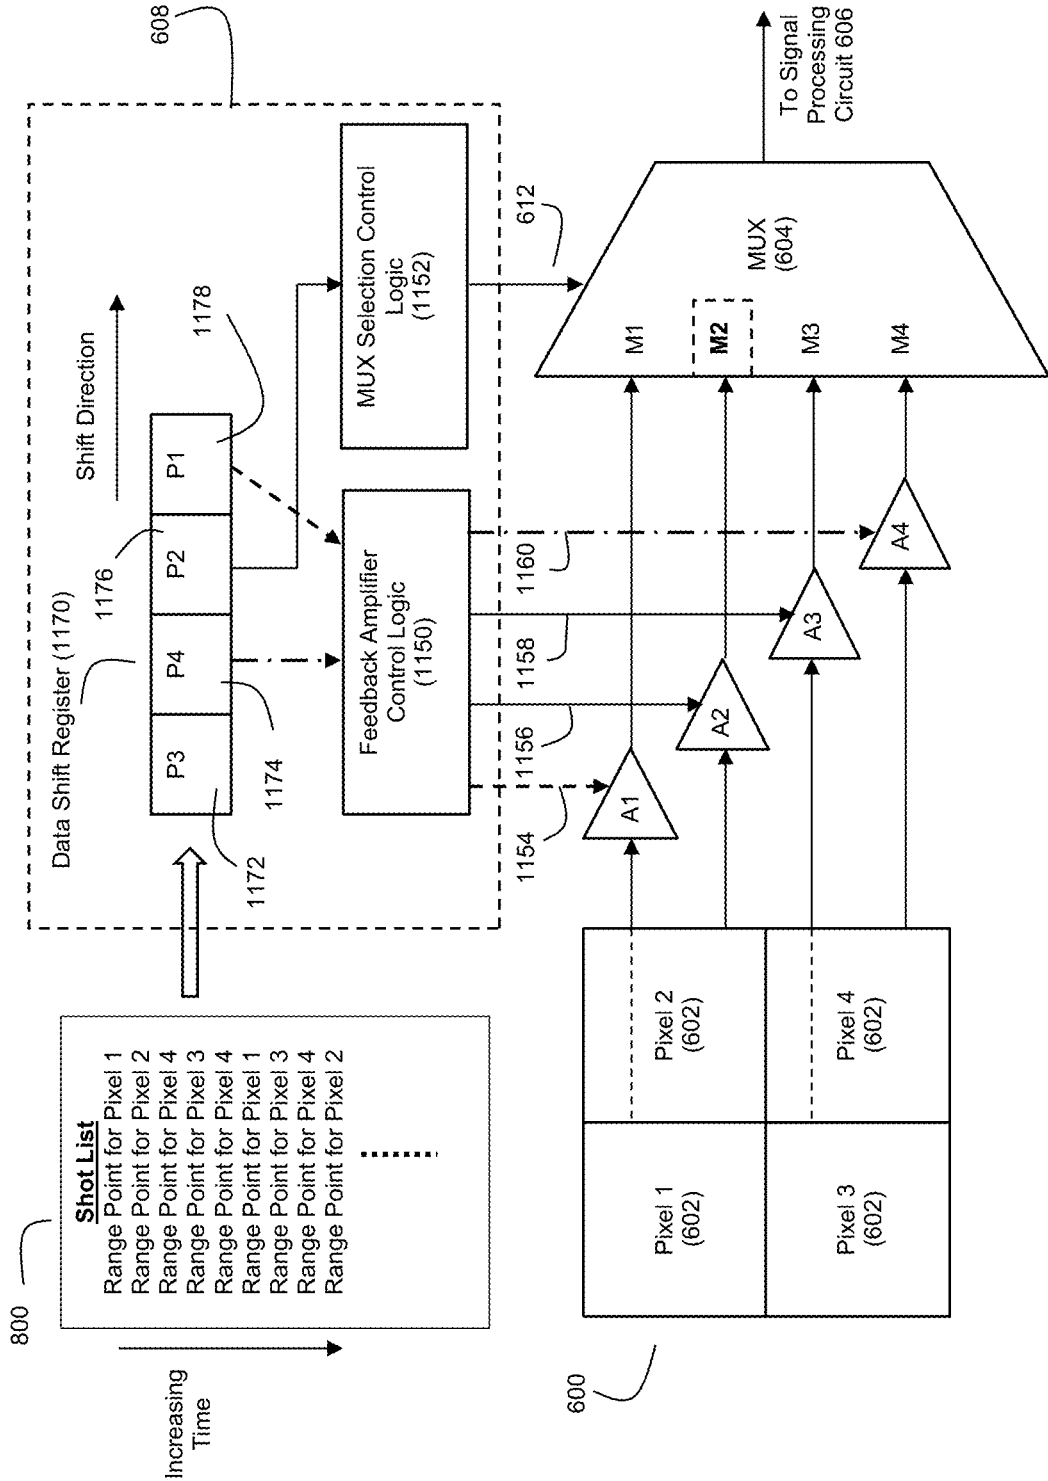 800
Increasing
Time
Shot List
Range Point for Pixel 1
Range Point for Pixel 2
Range Point for Pixel 4
Range Point for Pixel 3
Range Point for Pixel 4
Range Point for Pixel 1
Range Point for Pixel 3
Range Point for Pixel 4
Range Point for Pixel 2
608
Data Shift Register (1170)
Shift Direction
1176
P3
P4
P2
P1
1172
1174
1178
Feedback Amplifier
Control Logic
(1150)
MUX Selection Control
Logic
(1152)
1154
1156
1158
1160
612
600
Pixel 1
(602)
Pixel 2
(602)
Pixel 3
(602)
Pixel 4
(602)
A1
A2
A3
A4
M1
M2
M3
M4
MUX
(604)
To Signal
Processing
Circuit 606